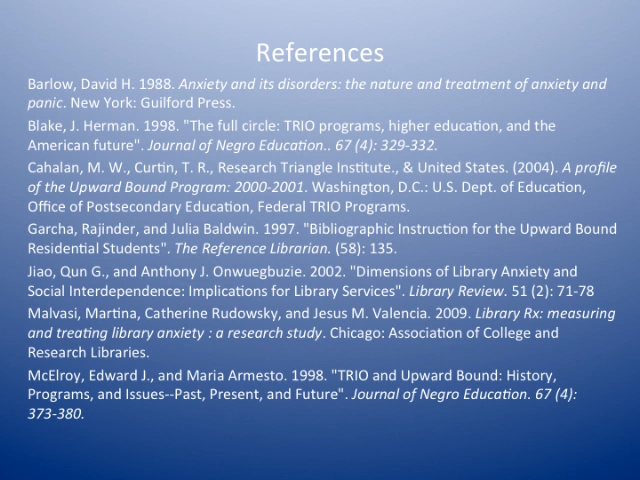 References
Barlow, David H. 1988. Anxiety and its disorders: the nature and treatment of anxiety and
panic. New York: Guilford Press.
Blake, J. Herman. 1998. "The full circle: TRIO programs, higher education, and the
American future". Journal of Negro Education.. 67 (4): 329-332.
Cahalan, M. W., Curtin, T. R., Research Triangle Institute., & United States. (2004). A profile
of the Upward Bound Program: 2000-2001. Washington, D.C.: U.S. Dept. of Education,
Office of Postsecondary Education, Federal TRIO Programs.
Garcha, Rajinder, and Julia Baldwin. 1997. "Bibliographic Instruction for the Upward Bound
Residential Students". The Reference Librarian. (58): 135.
Jiao, Qun G., and Anthony J. Onwuegbuzie. 2002. "Dimensions of Library Anxiety and
Social Interdependence: Implications for Library Services". Library Review. 51 (2): 71-78
Malvasi, Martina, Catherine Rudowsky, and Jesus M. Valencia. 2009. Library Rx: measuring
and treating library anxiety : a research study. Chicago: Association of College and
Research Libraries.
McElroy, Edward J., and Maria Armesto. 1998. "TRIO and Upward Bound: History,
Programs, and Issues--Past, Present, and Future". Journal of Negro Education. 67 (4):
373-380.